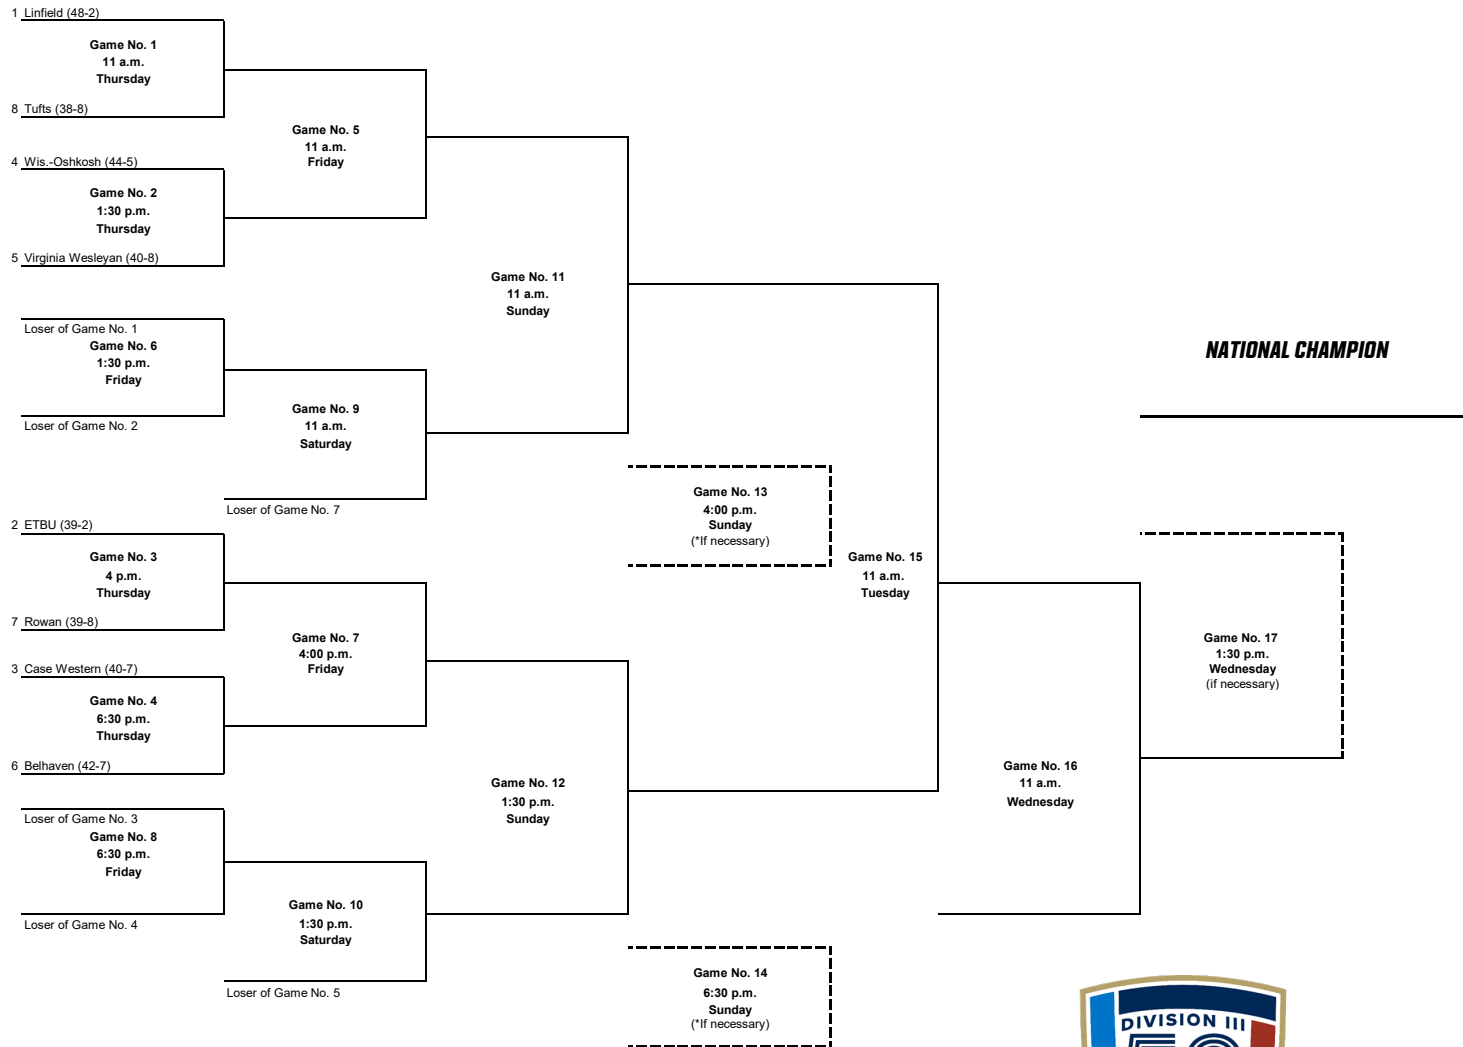 1 Linfield (48-2)
Game No. 1
11 a.m.
Thursday
8 Tufts (38-8)
Game No. 5
11 a.m.
Friday
4 Wis.-Oshkosh (44-5)
Game No. 2
1:30 p.m.
Thursday
5 Virginia Wesleyan (40-8)
Game No. 11
11 a.m.
Sunday
Loser of Game No. 1
Game No. 6
1:30 p.m.
Friday
Loser of Game No. 2
NATIONAL CHAMPION
Game No. 9
11 a.m.
Saturday
Loser of Game No. 7
Game No. 13
4:00 p.m.
Sunday
(*If necessary)
2 ETBU (39-2)
Game No. 3
4 p.m.
Thursday
7 Rowan (39-8)
Game No. 15
11 a.m.
Tuesday
Game No. 7
4:00 p.m.
Friday
Game No. 17
1:30 p.m.
Wednesday
(if necessary)
3 Case Western (40-7)
Game No. 4
6:30 p.m.
Thursday
6 Belhaven (42-7)
Game No. 12
1:30 p.m.
Sunday
Game No. 16
11 a.m.
Wednesday
Loser of Game No. 3
Game No. 8
6:30 p.m.
Friday
Loser of Game No. 4
Game No. 10
1:30 p.m.
Saturday
Loser of Game No. 5
Game No. 14
6:30 p.m.
Sunday
(*If necessary)
DIVISION III